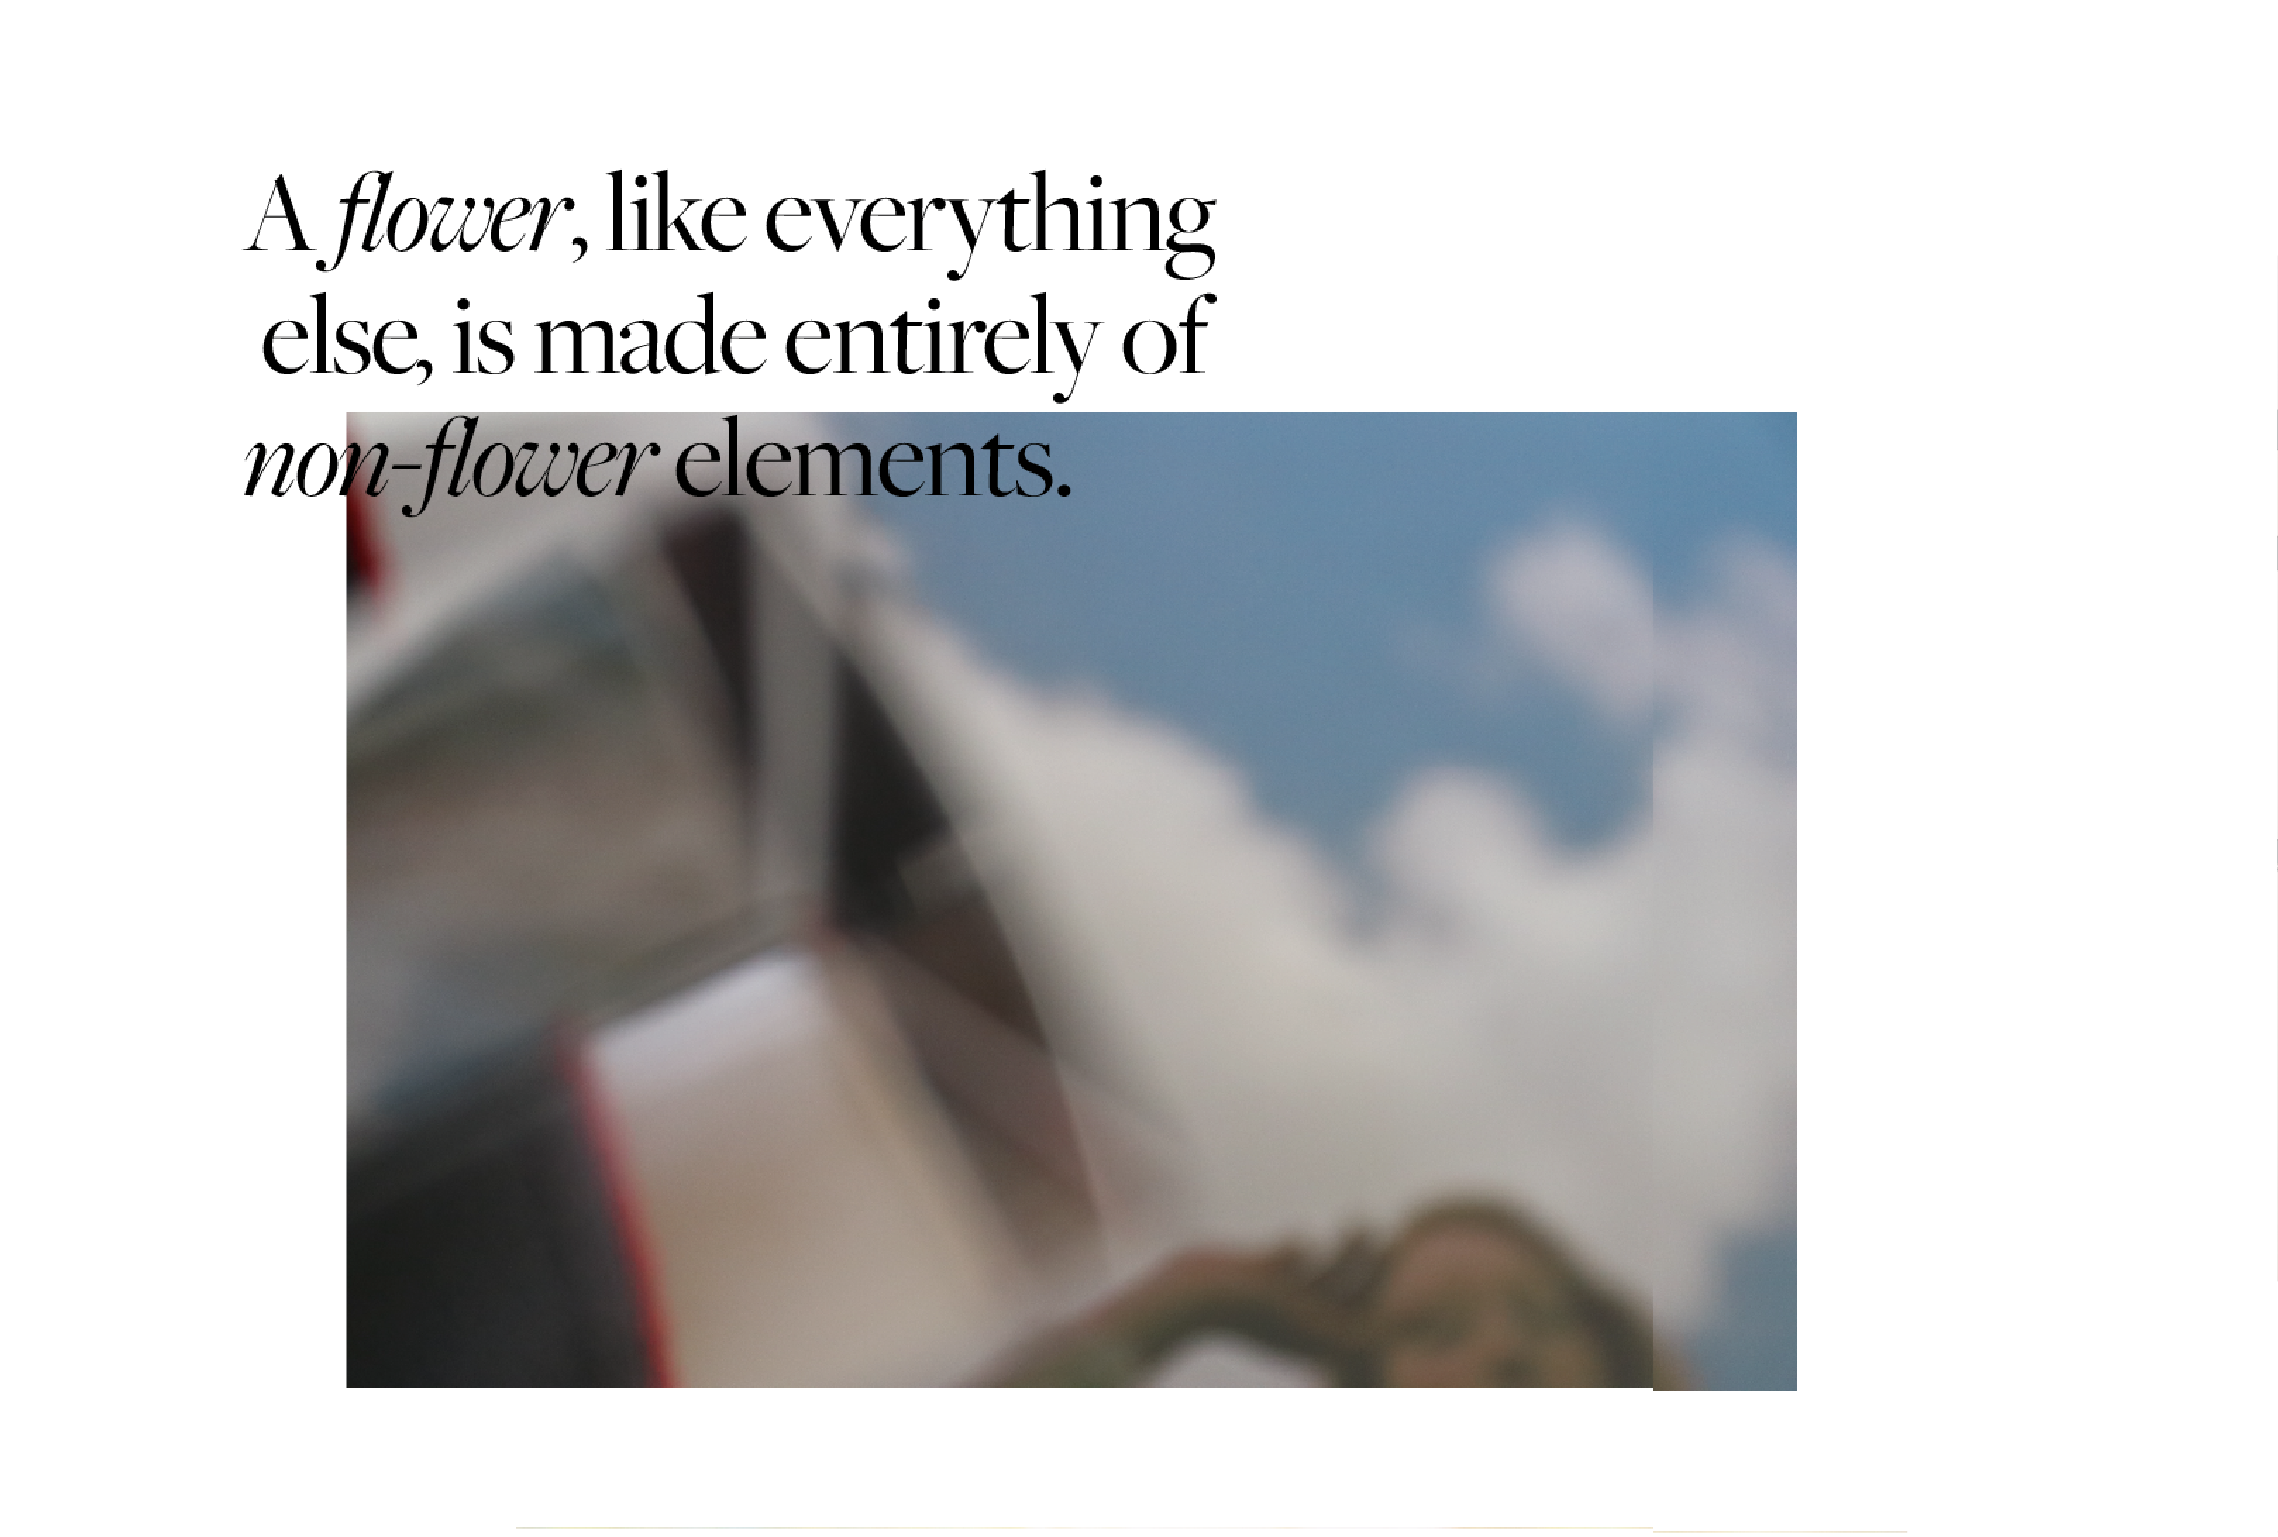 A flower, like everything
else, is made entirely of
non-flower elements.